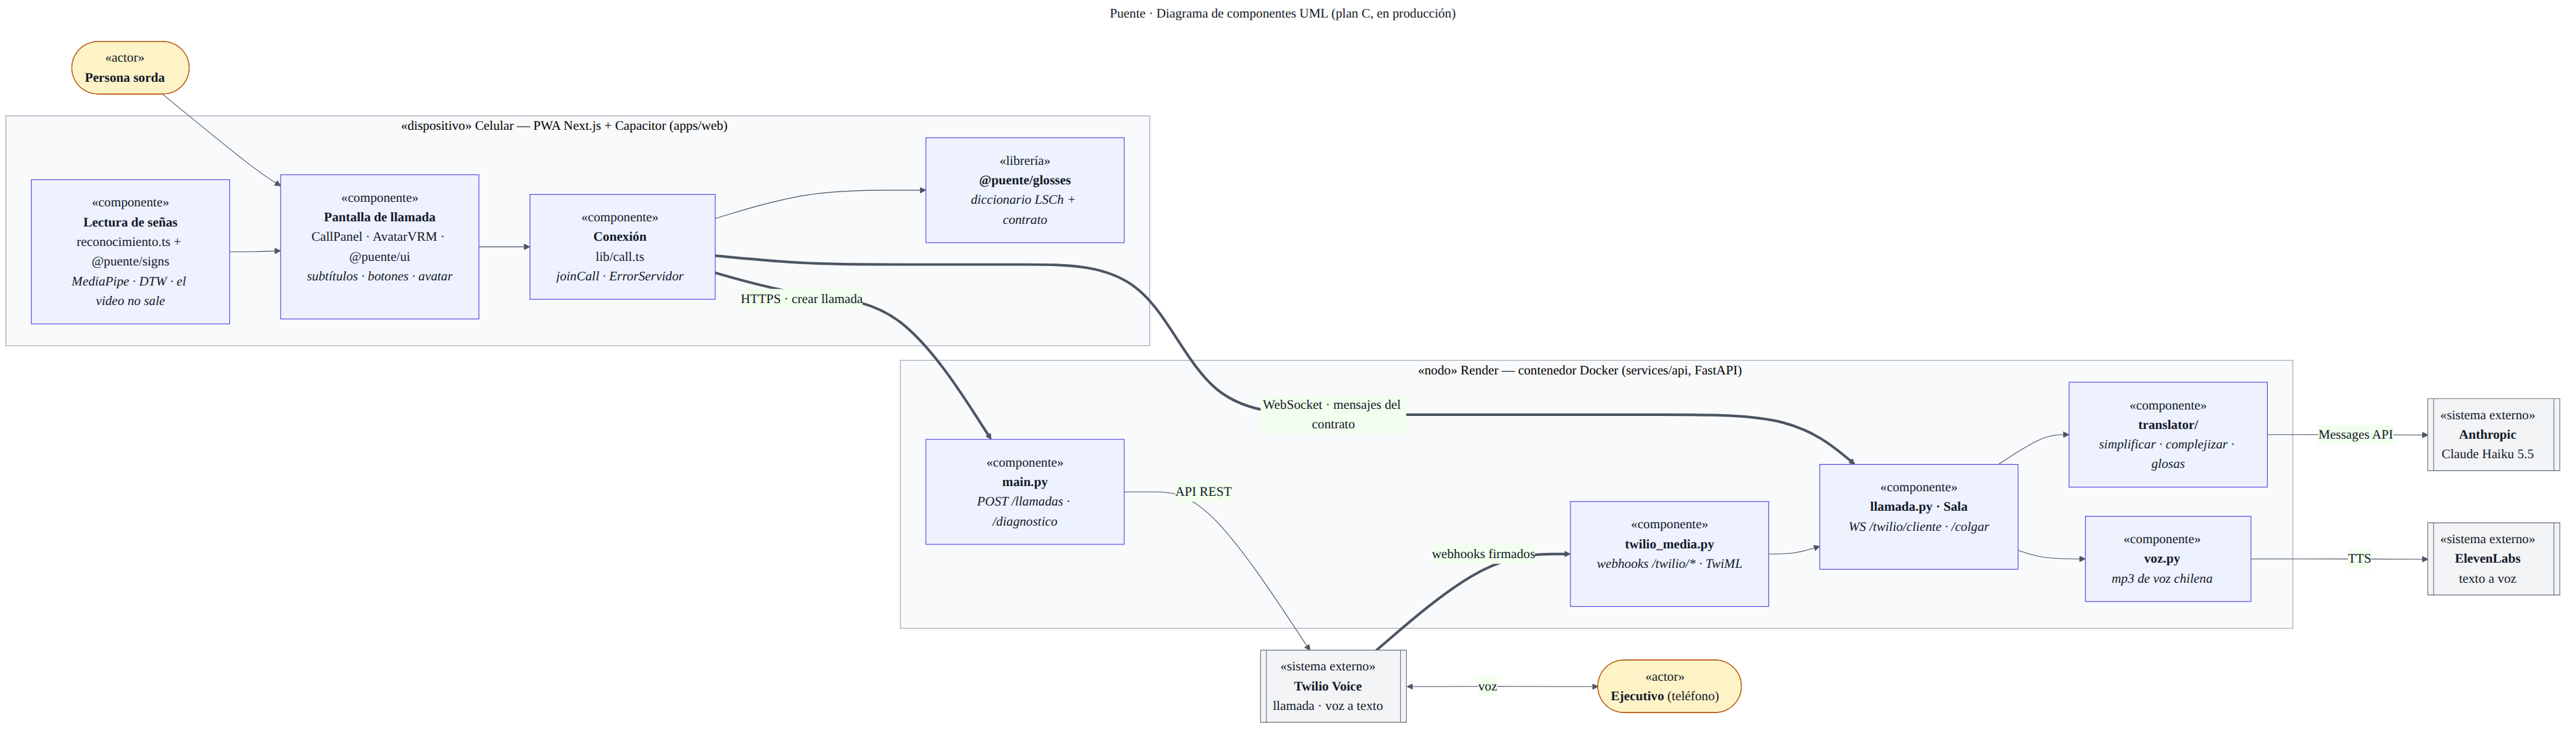 Puente · Diagrama de componentes UML (plan C, en producción)
«actor»
Persona sorda
«dispositivo» Celular — PWA Next.js + Capacitor (apps/web)
«componente»
Lectura de señas
reconocimiento.ts +
@puente/signs
MediaPipe · DTW · el
video no sale
«componente»
Pantalla de llamada
CallPanel · AvatarVRM ·
@puente/ui
subtítulos · botones · avatar
«componente»
Conexión
lib/call.ts
joinCall · ErrorServidor
«librería»
@puente/glosses
diccionario LSCh +
contrato
HTTPS · crear llamada
«nodo» Render — contenedor Docker (services/api, FastAPI)
WebSocket · mensajes del
contrato
«componente»
main.py
POST /llamadas ·
/diagnostico
API REST
webhooks firmados
«componente»
twilio_media.py
webhooks /twilio/* · TwiML
«componente»
llamada.py · Sala
WS /twilio/cliente · /colgar
«componente»
translator/
simplificar · complejizar ·
glosas
«componente»
voz.py
mp3 de voz chilena
Messages API
«sistema externo»
Anthropic
Claude Haiku 5.5
TTS
«sistema externo»
ElevenLabs
texto a voz
«sistema externo»
Twilio Voice
llamada · voz a texto
voz
«actor»
Ejecutivo (teléfono)